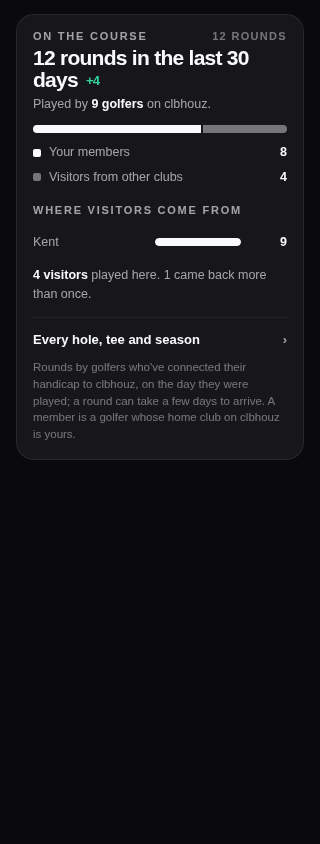 ON THE COURSE 12 ROUNDS
12 rounds in the last 30
days +4
Played by 9 golfers on clbhouz.
Your members 8
Visitors from other clubs 4
WHERE VISITORS COME FROM
Kent 9
4 visitors played here. 1 came back more
than once.
Every hole, tee and season ›
Rounds by golfers who've connected their
handicap to clbhouz, on the day they were
played; a round can take a few days to arrive. A
member is a golfer whose home club on clbhouz
is yours.